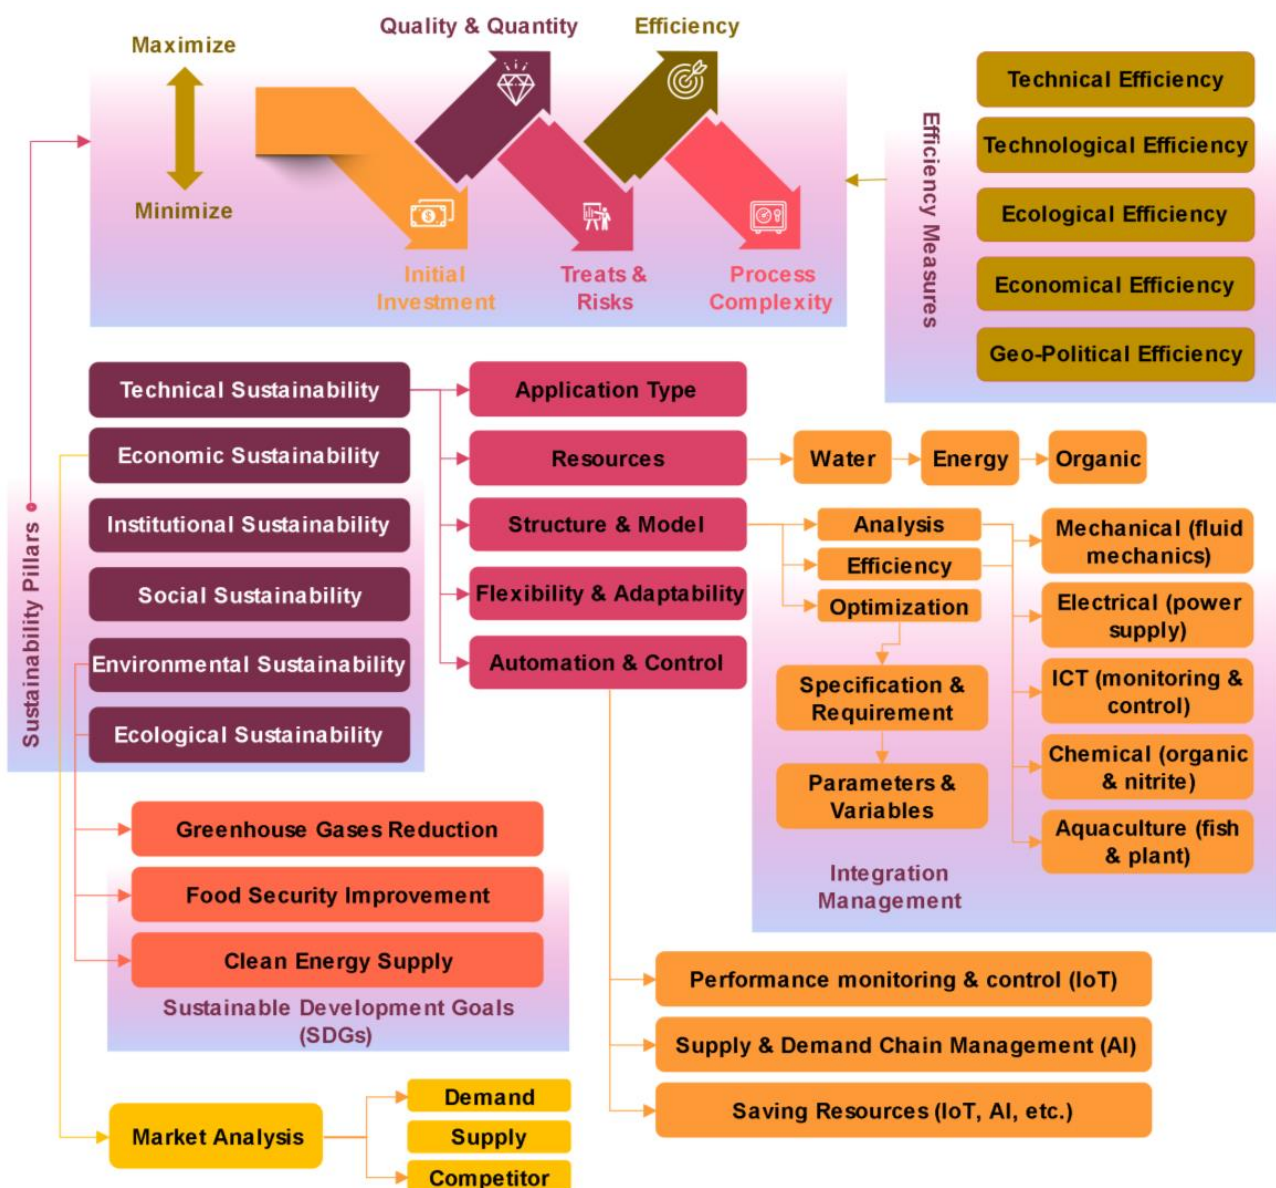 Quality & Quantity
Efficiency
Maximize
Minimize
Initial
Investment
Treats &
Risks
Process
Complexity
Efficiency Measures
Technical Efficiency
Technological Efficiency
Ecological Efficiency
Economical Efficiency
Geo-Political Efficiency
Sustainability Pillars
Technical Sustainability
Economic Sustainability
Institutional Sustainability
Social Sustainability
Environmental Sustainability
Ecological Sustainability
Application Type
Resources
Structure & Model
Flexibility & Adaptability
Automation & Control
Water
Energy
Organic
Analysis
Efficiency
Optimization
Specification &
Requirement
Parameters &
Variables
Mechanical (fluid
mechanics)
Electrical (power
supply)
ICT (monitoring &
control)
Chemical (organic
& nitrite)
Aquaculture (fish
& plant)
Integration
Management
Greenhouse Gases Reduction
Food Security Improvement
Clean Energy Supply
Sustainable Development Goals
(SDGs)
Performance monitoring & control (IoT)
Supply & Demand Chain Management (AI)
Saving Resources (IoT, AI, etc.)
Market Analysis
Demand
Supply
Competitor